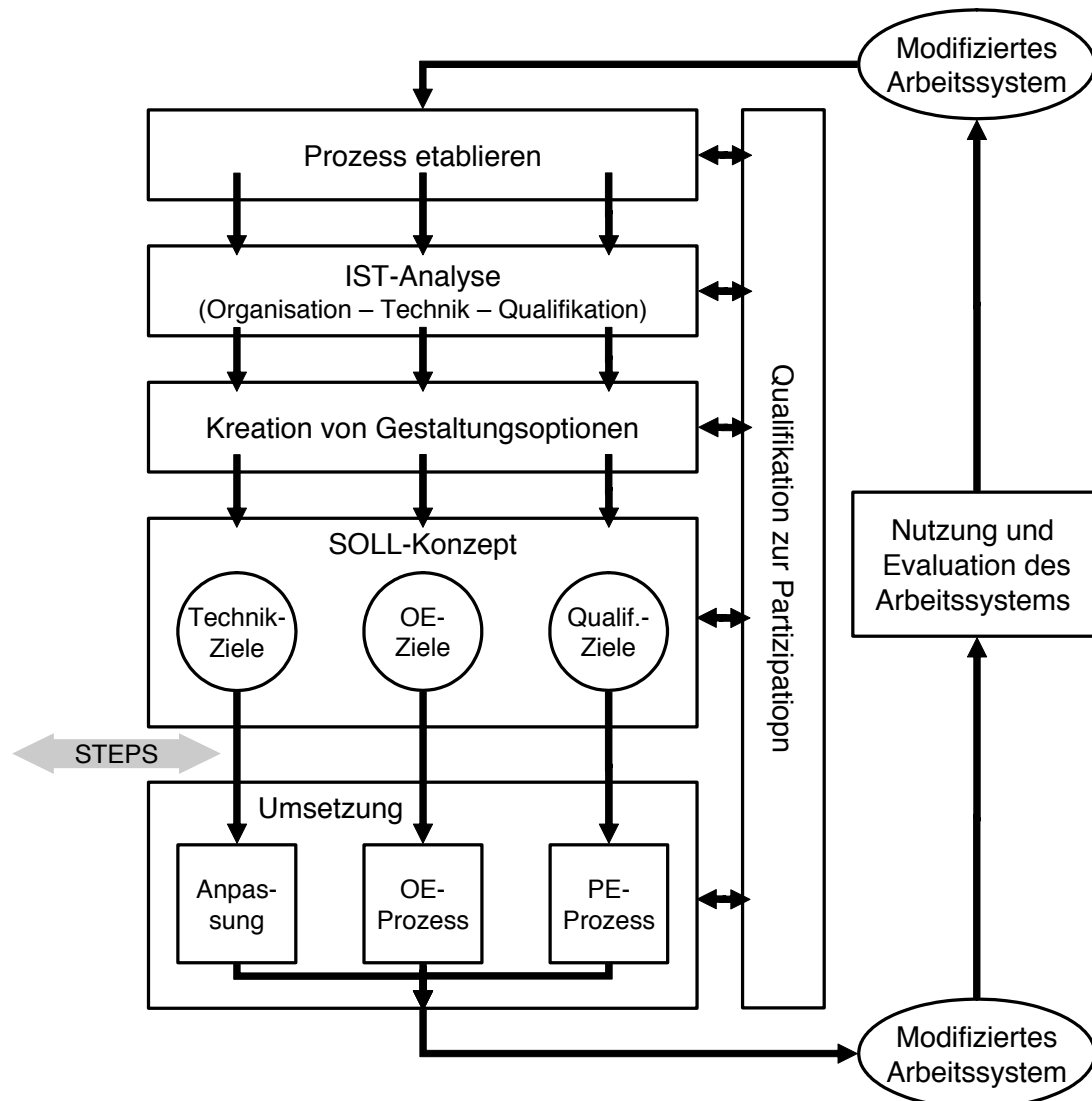 Modifiziertes
Arbeitssystem
Prozess etablieren
IST-Analyse
(Organisation – Technik – Qualifikation)
Kreation von Gestaltungsoptionen
SOLL-Konzept
Technik-
Ziele
OE-
Ziele
Qualif.-
Ziele
STEPS
Umsetzung
Anpas-
sung
OE-
Prozess
PE-
Prozess
Qualifikation zur Partizipatiopn
Nutzung und
Evaluation des
Arbeitssystems
Modifiziertes
Arbeitssystem